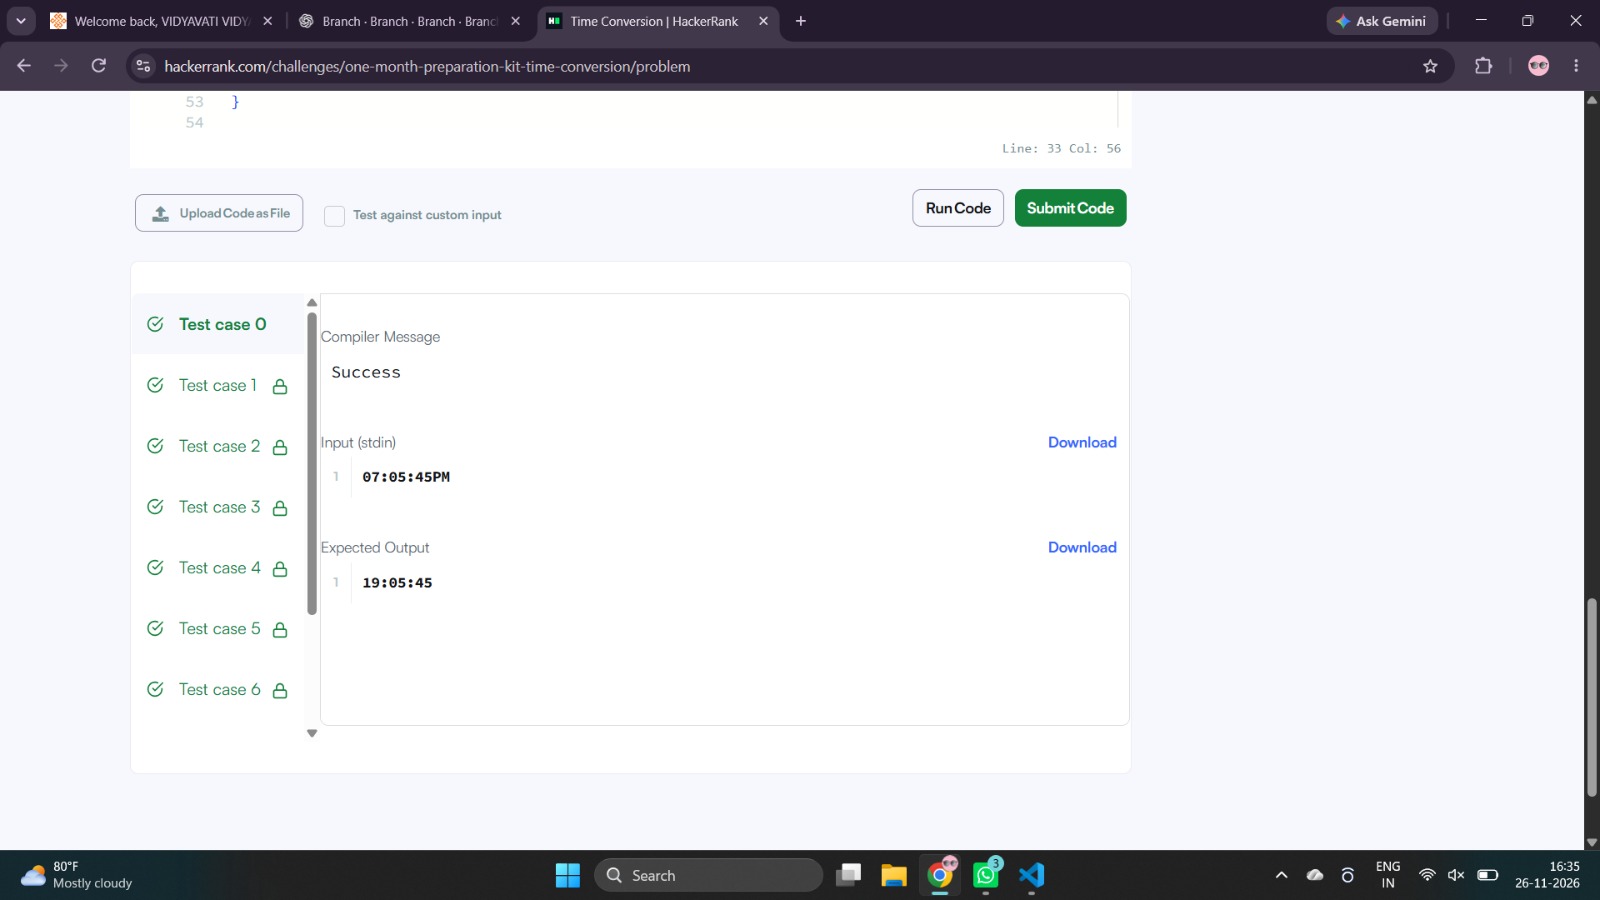 Welcome back, VIDYAVATI VIDY
Branch · Branch · Branch · Branc
Time Conversion | HackerRank
Ask Gemini
hackerrank.com/challenges/one-month-preparation-kit-time-conversion/problem
53 }
54
Line: 33 Col: 56
Upload Code as File
Test against custom input
Run Code
Submit Code
Test case 0
Test case 1
Test case 2
Test case 3
Test case 4
Test case 5
Test case 6
Compiler Message
Success
Input (stdin)
Download
1 07:05:45PM
Expected Output
Download
1 19:05:45
80°F
Mostly cloudy
Search
3
ENG
IN
16:35
26-11-2026